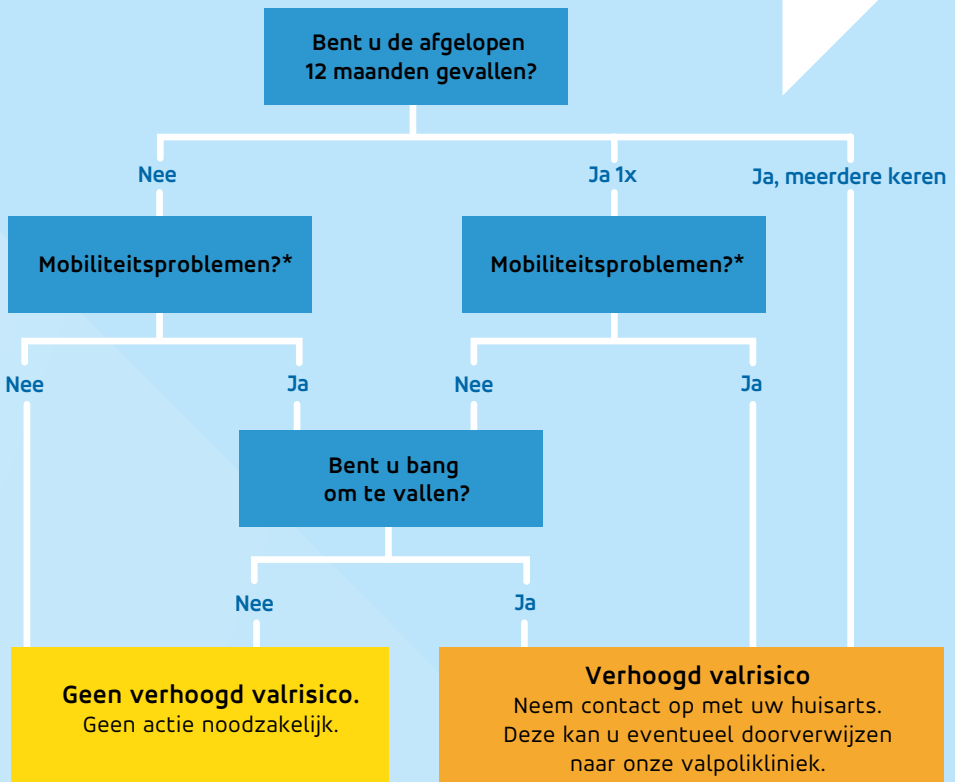 Bent u de afgelopen
12 maanden gevallen?
Nee
Ja 1x
Ja, meerdere keren
Mobiliteitsproblemen?*
Mobiliteitsproblemen?*
Nee
Ja
Nee
Ja
Bent u bang
om te vallen?
Nee
Ja
Geen verhoogd valrisico.
Geen actie noodzakelijk.
Verhoogd valrisico
Neem contact op met uw huisarts.
Deze kan u eventueel doorverwijzen
naar onze valpolikliniek.